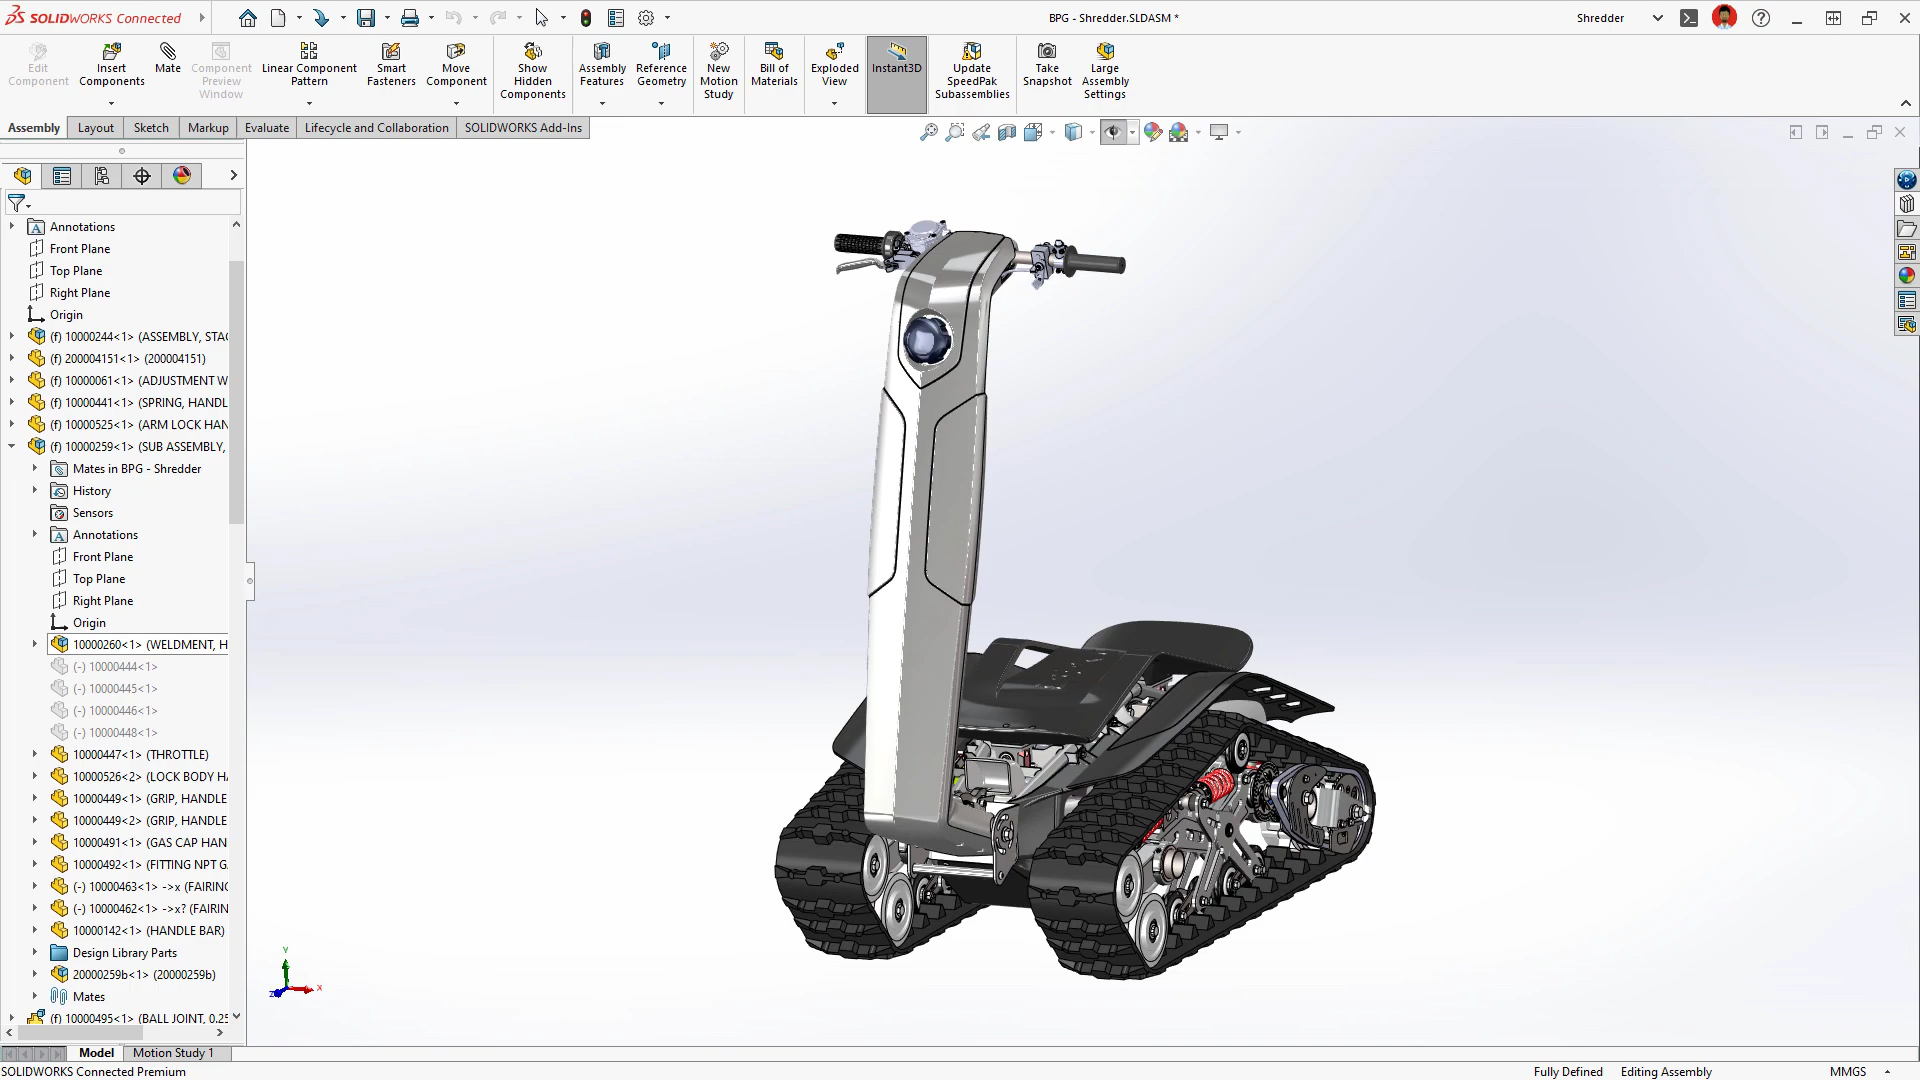 SOLIDWORKS Connected
BPG - Shredder.SLDASM *
Shredder
Edit Component
Insert Components
Mate
Component Preview Window
Linear Component Pattern
Smart Fasteners
Move Component
Show Hidden Components
Assembly Features
Reference Geometry
New Motion Study
Bill of Materials
Exploded View
Instant3D
Update SpeedPak Subassemblies
Take Snapshot
Large Assembly Settings
Assembly
Layout
Sketch
Markup
Evaluate
Lifecycle and Collaboration
SOLIDWORKS Add-Ins
Annotations
Front Plane
Top Plane
Right Plane
Origin
(f) 10000244<1> (ASSEMBLY, STAC
(f) 200004151<1> (200004151)
(f) 10000061<1> (ADJUSTMENT W
(f) 10000441<1> (SPRING, HANDL
(f) 10000525<1> (ARM LOCK HAN
(f) 10000259<1> (SUB ASSEMBLY,
Mates in BPG - Shredder
History
Sensors
Annotations
Front Plane
Top Plane
Right Plane
Origin
10000260<1> (WELDMENT, H
(-) 10000444<1>
(-) 10000445<1>
(-) 10000446<1>
(-) 10000448<1>
10000447<1> (THROTTLE)
10000526<2> (LOCK BODY HA
10000449<1> (GRIP, HANDLE
10000449<2> (GRIP, HANDLE
10000491<1> (GAS CAP HAN
10000492<1> (FITTING NPT G
(-) 10000463<1> ->x (FAIRING
(-) 10000462<1> ->x? (FAIRIN
10000142<1> (HANDLE BAR)
Design Library Parts
20000259b<1> (20000259b)
Mates
(f) 10000495<1> (BALL JOINT, 0.25
Y
X
Z
Model
Motion Study 1
SOLIDWORKS Connected Premium
Fully Defined
Editing Assembly
MMGS